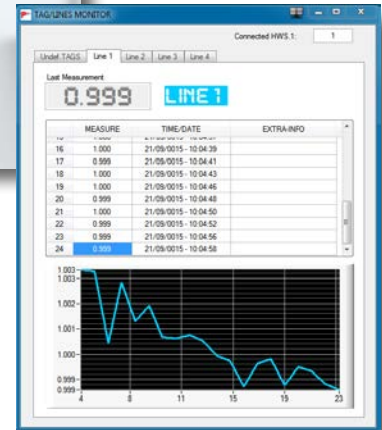 TAG/LINES MONITOR
Connected HWS.1: 1
Undef.TAGS Line 1 Line 2 Line 3 Line 4
Last Measurement
0.999 LINE 1
MEASURE TIME/DATE EXTRA-INFO
16 1.000 21/09/0015 - 10:04:39
17 0.999 21/09/0015 - 10:04:41
18 1.000 21/09/0015 - 10:04:43
19 1.000 21/09/0015 - 10:04:46
20 0.999 21/09/0015 - 10:04:48
21 1.000 21/09/0015 - 10:04:50
22 0.999 21/09/0015 - 10:04:52
23 0.999 21/09/0015 - 10:04:56
24 0.999 21/09/0015 - 10:04:58
1.003
1.003
1.002
1.001
1.000
0.999
0.999
4 8 11 15 19 23